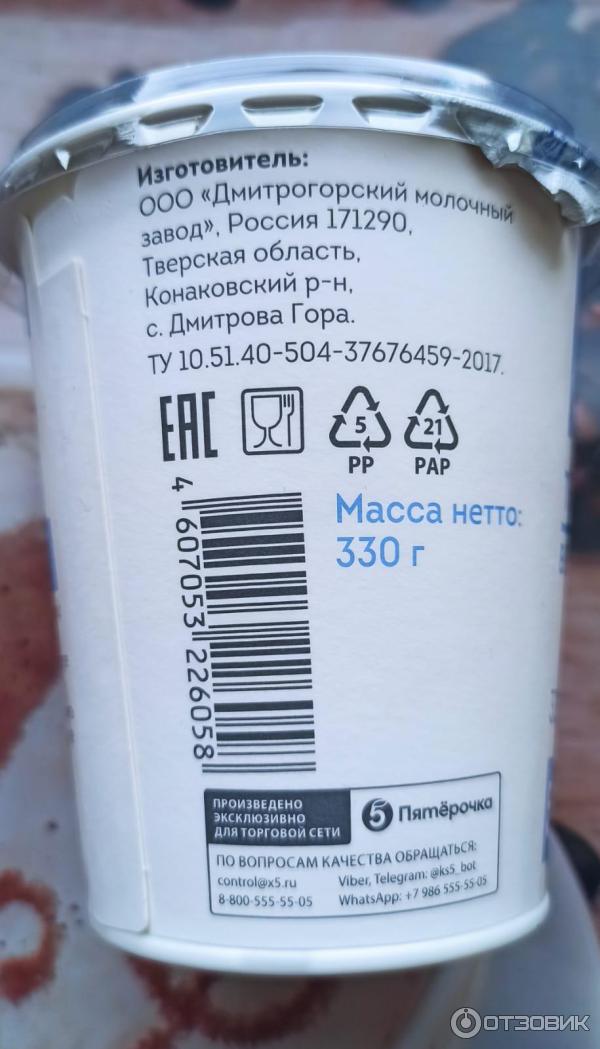 Изготовитель:
ООО «Дмитрогорский молочный
завод», Россия 171290,
Тверская область,
Конаковский р-н,
с. Дмитрова Гора.
ТУ 10.51.40-504-37676459-2017.
EAC
5
PP
21
PAP
Масса нетто:
330 г
4 607053 226058
ПРОИЗВЕДЕНО
ЭКСКЛЮЗИВНО
ДЛЯ ТОРГОВОЙ СЕТИ
5 Пятёрочка
ПО ВОПРОСАМ КАЧЕСТВА ОБРАЩАТЬСЯ:
control@x5.ru Viber, Telegram: @ks5_bot
8-800-555-55-05 WhatsApp: +7 986 555-55-05
ОТЗОВИК